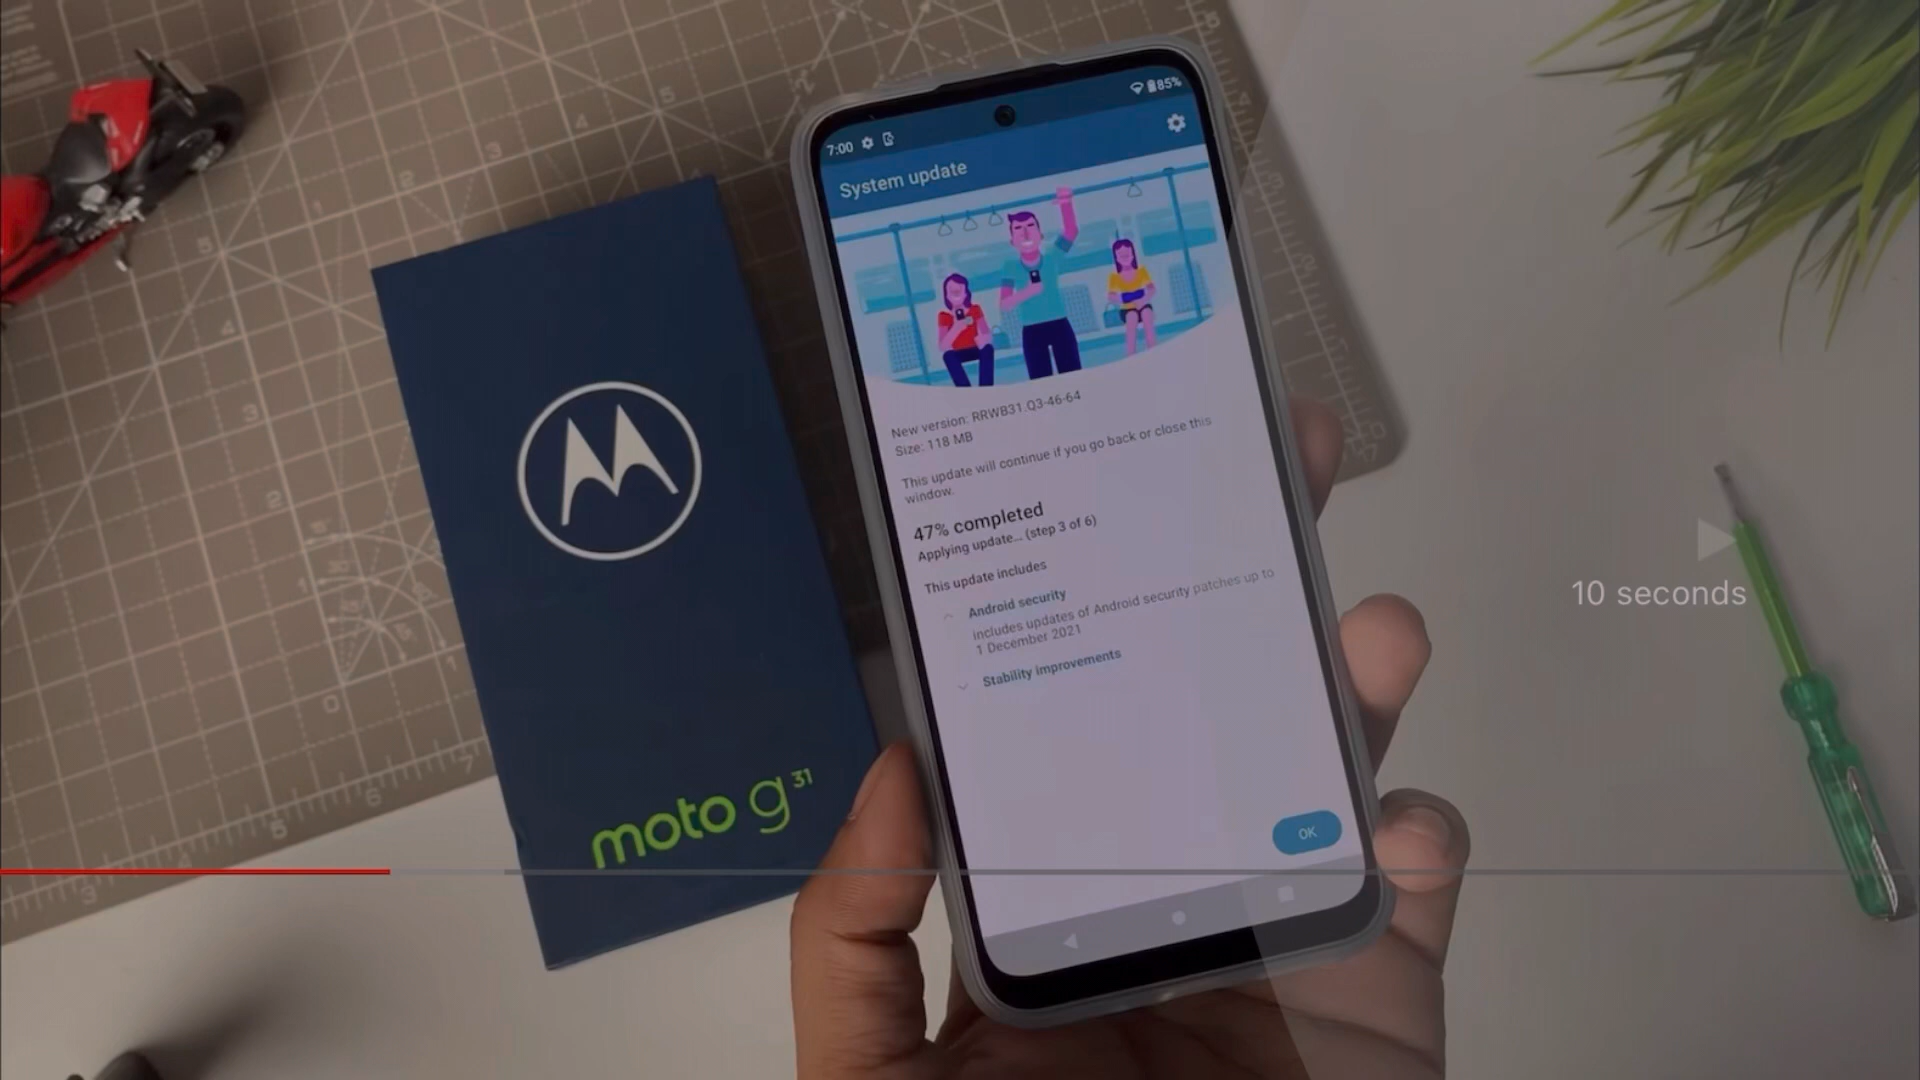 7:00
85%
System update
New version: RRWB31.Q3-46-64
Size: 118 MB
This update will continue if you go back or close this
window.
47% completed
Applying update... (step 3 of 6)
This update includes
Android security
includes updates of Android security patches up to
1 December 2021
Stability improvements
OK
moto g31
10 seconds